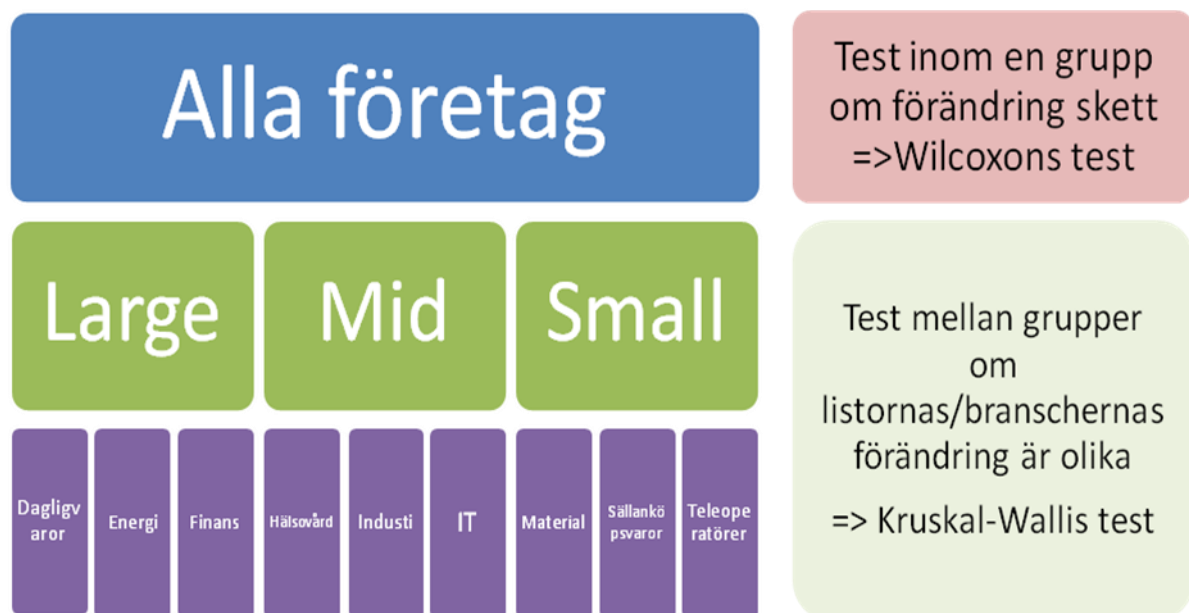 Alla företag
Test inom en grupp
om förändring skett
=>Wilcoxons test
Large
Mid
Small
Test mellan grupper
om
listornas/branschernas
förändring är olika
=> Kruskal-Wallis test
Dagligv
aror
Energi
Finans
Hälsovård
Industi
IT
Material
Sällankö
psvaror
Teleope
ratörer